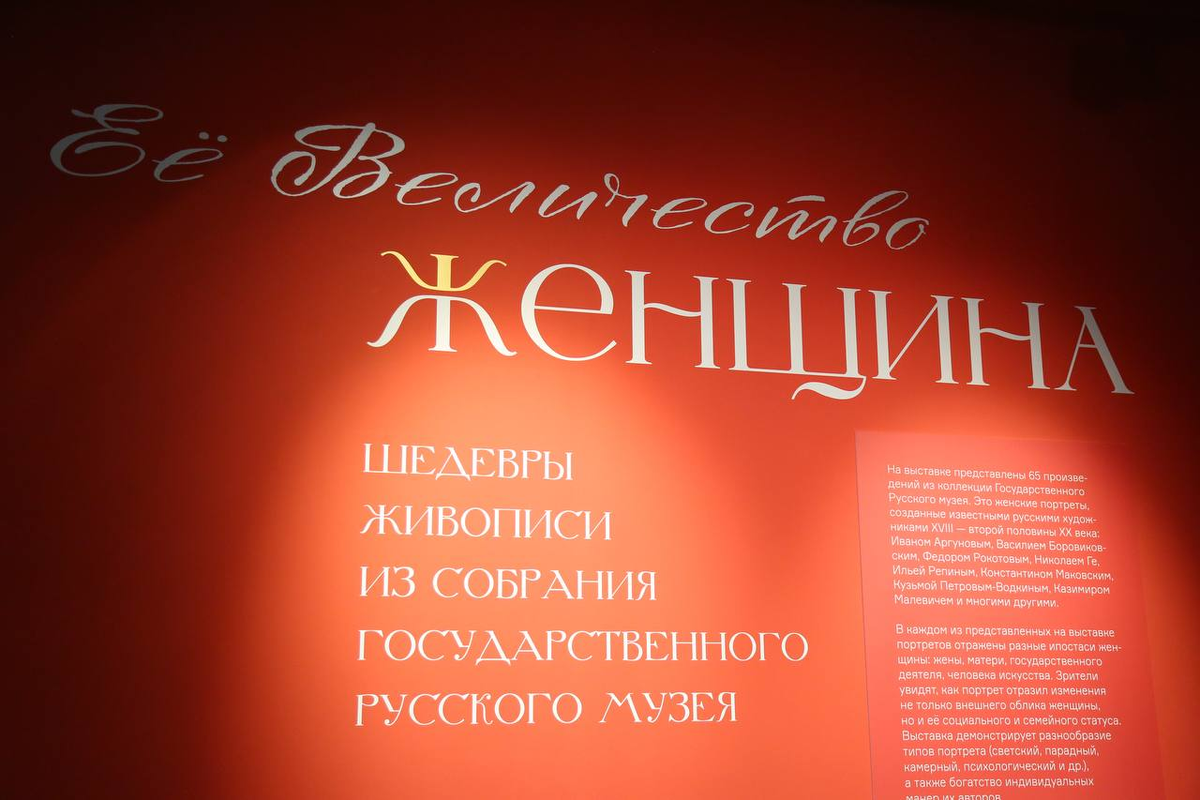 Её Величество
ЖЕНЩИНА
ШЕДЕВРЫ
ЖИВОПИСИ
ИЗ СОБРАНИЯ
ГОСУДАРСТВЕННОГО
РУССКОГО МУЗЕЯ
На выставке представлены 65 произве-
дений из коллекции Государственного
Русского музея. Это женские портреты,
созданные известными русскими худож-
никами XVIII — второй половины XX века:
Иваном Аргуновым, Василием Боровиков-
ским, Федором Рокотовым, Николаем Ге,
Ильей Репиным, Константином Маковским,
Кузьмой Петровым-Водкиным, Казимиром
Малевичем и многими другими.
В каждом из представленных на выставке
портретов отражены разные ипостаси жен-
щины: жены, матери, государственного
деятеля, человека искусства. Зрители
увидят, как портрет отразил изменения
не только внешнего облика женщины,
но и её социального и семейного статуса.
Выставка демонстрирует разнообразие
типов портрета (светский, парадный,
камерный, психологический и др.),
а также богатство индивидуальных
манер их авторов